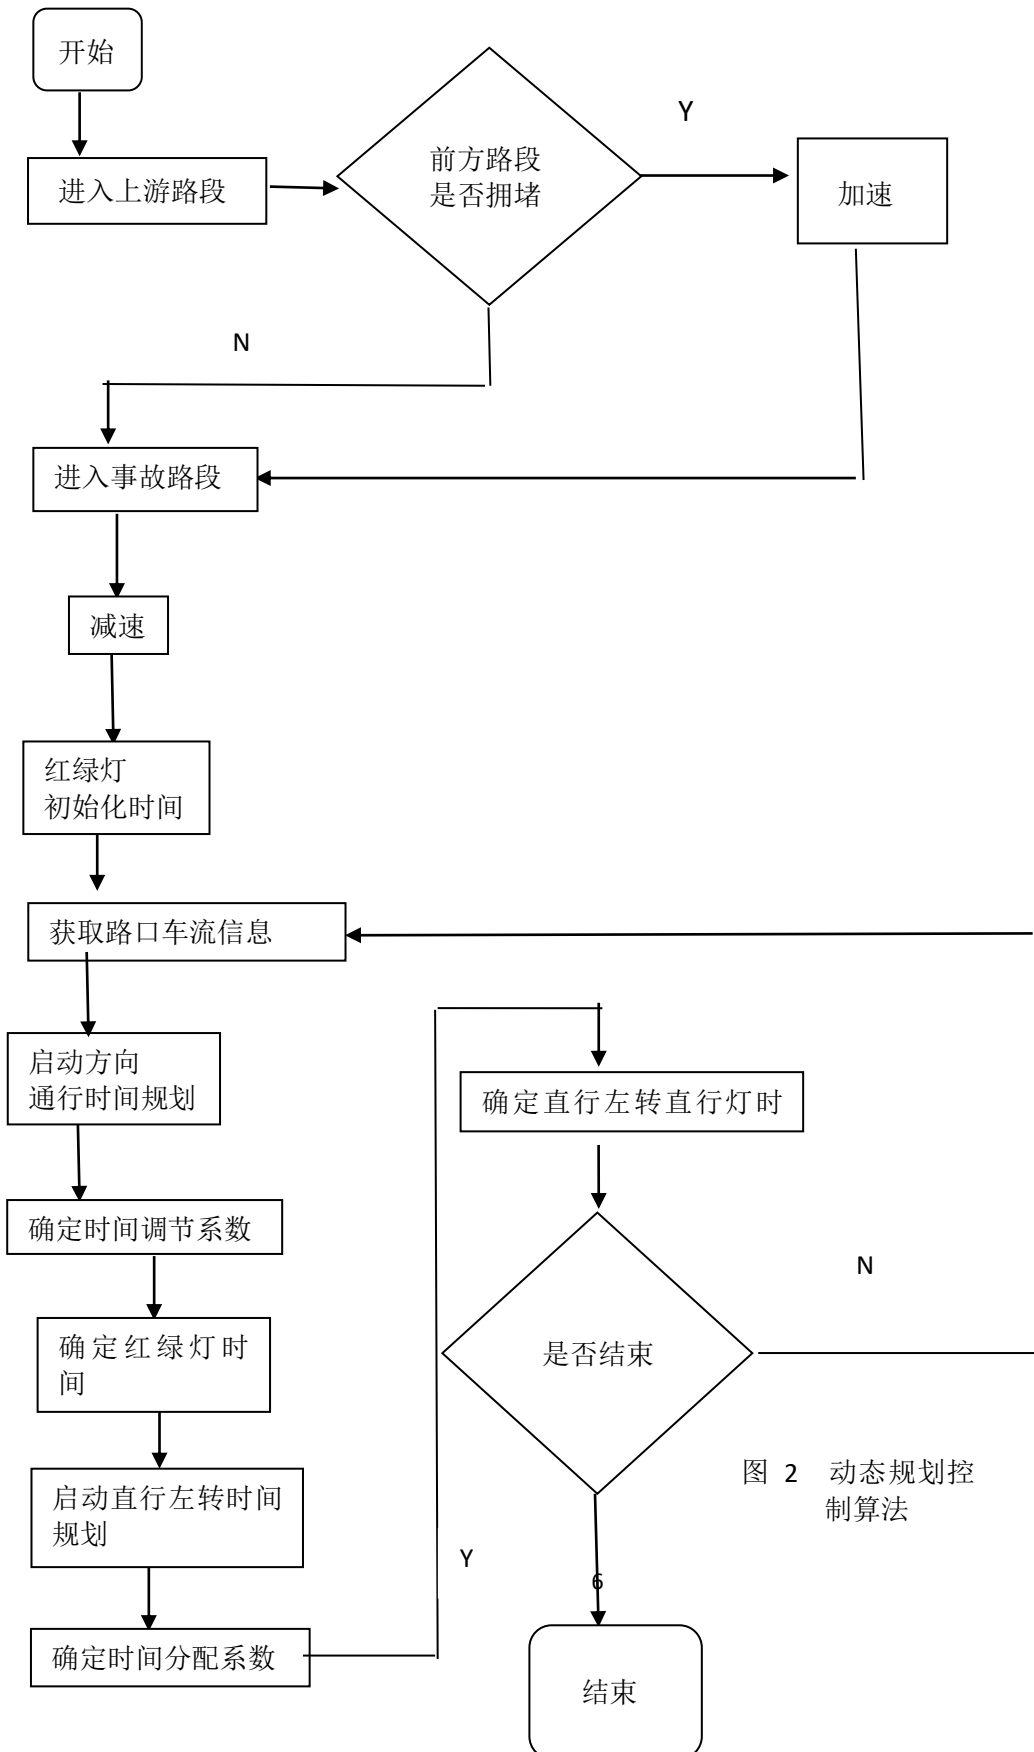 开始
进入上游路段
前方路段
是否拥堵
Y
加速
N
进入事故路段
减速
红绿灯
初始化时间
获取路口车流信息
启动方向
通行时间规划
确定时间调节系数
确定红绿灯时
间
启动直行左转时间
规划
确定时间分配系数
确定直行左转直行灯时
是否结束
N
Y
图 2 动态规划控
制算法
6
结束